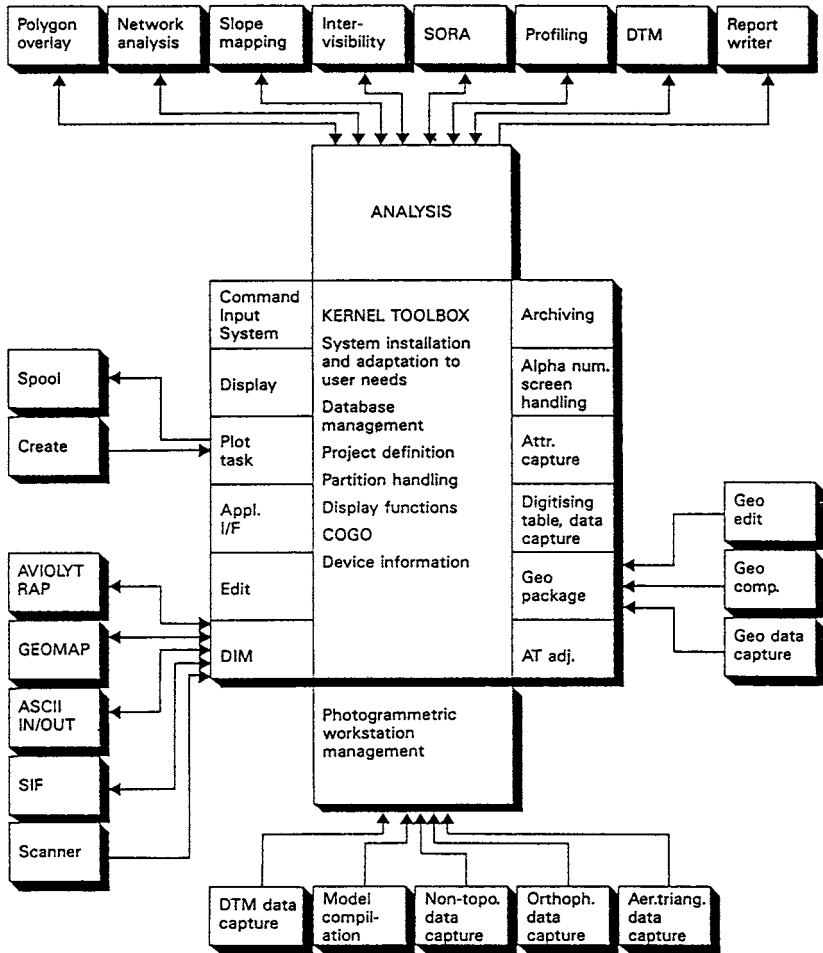 Polygon
overlay
Network
analysis
Slope
mapping
Inter-
visibility
SORA
Profiling
DTM
Report
writer
ANALYSIS
Command
Input
System
Display
Plot
task
Appl.
I/F
Edit
DIM
KERNEL TOOLBOX
System installation
and adaptation to
user needs
Database
management
Project definition
Partition handling
Display functions
COGO
Device information
Archiving
Alpha num.
screen
handling
Attr.
capture
Digitising
table, data
capture
Geo
package
AT adj.
Spool
Create
AVIOLYT
RAP
GEOMAP
ASCII
IN/OUT
SIF
Scanner
Geo
edit
Geo
comp.
Geo data
capture
Photogrammetric
workstation
management
DTM data
capture
Model
compil-
ation
Non-topo.
data
capture
Orthoph.
data
capture
Aer.triang.
data
capture